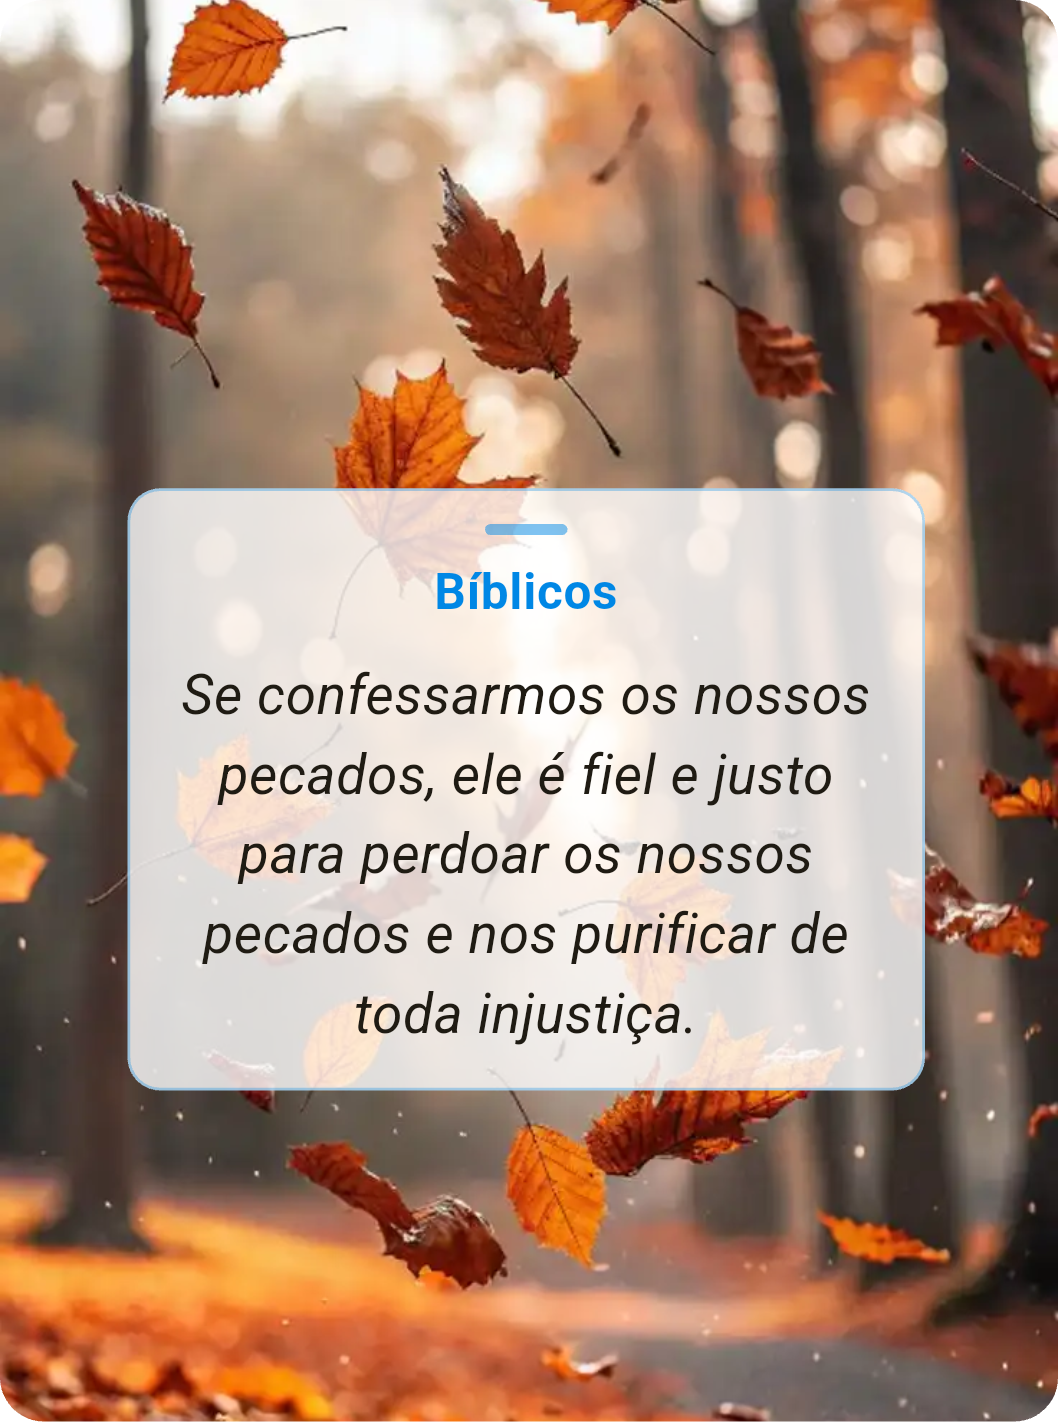 Bíblicos
Se confessarmos os nossos
pecados, ele é fiel e justo
para perdoar os nossos
pecados e nos purificar de
toda injustiça.